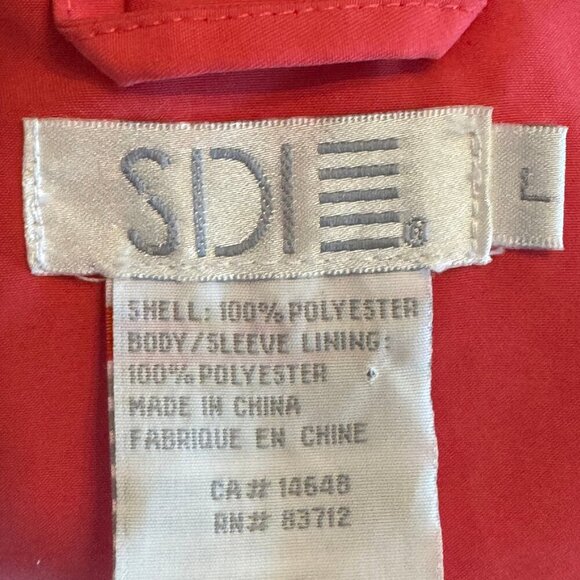 SDI ®
L
SHELL: 100% POLYESTER
BODY/SLEEVE LINING:
100% POLYESTER
MADE IN CHINA
FABRIQUE EN CHINE
CA# 14648
RN# 83712